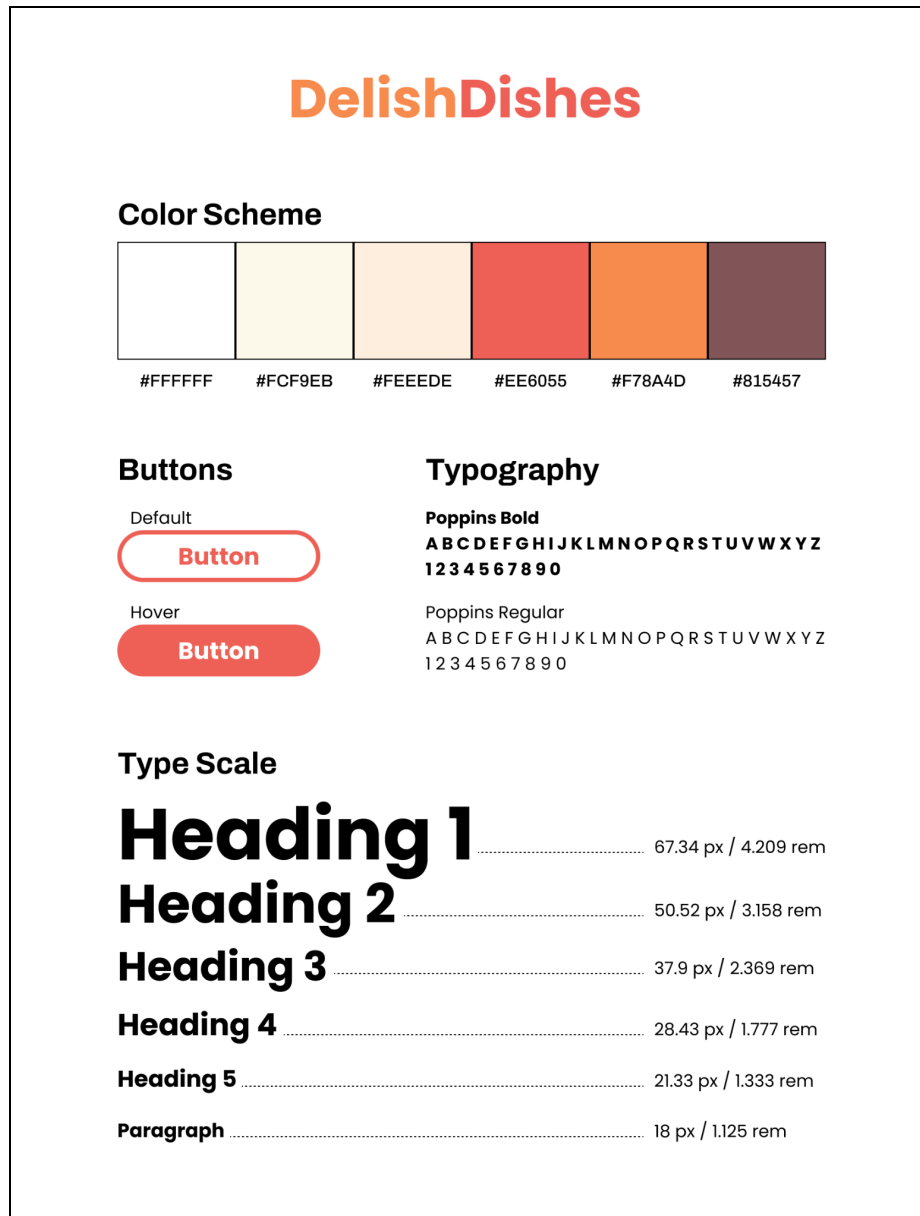 DelishDishes
Color Scheme
#FFFFFF #FCF9EB #FEEEDE #EE6055 #F78A4D #815457
Buttons
Default
Button
Hover
Button
Typography
Poppins Bold
A B C D E F G H I J K L M N O P Q R S T U V W X Y Z
1 2 3 4 5 6 7 8 9 0
Poppins Regular
A B C D E F G H I J K L M N O P Q R S T U V W X Y Z
1 2 3 4 5 6 7 8 9 0
Type Scale
Heading 1 67.34 px / 4.209 rem
Heading 2 50.52 px / 3.158 rem
Heading 3 37.9 px / 2.369 rem
Heading 4 28.43 px / 1.777 rem
Heading 5 21.33 px / 1.333 rem
Paragraph 18 px / 1.125 rem